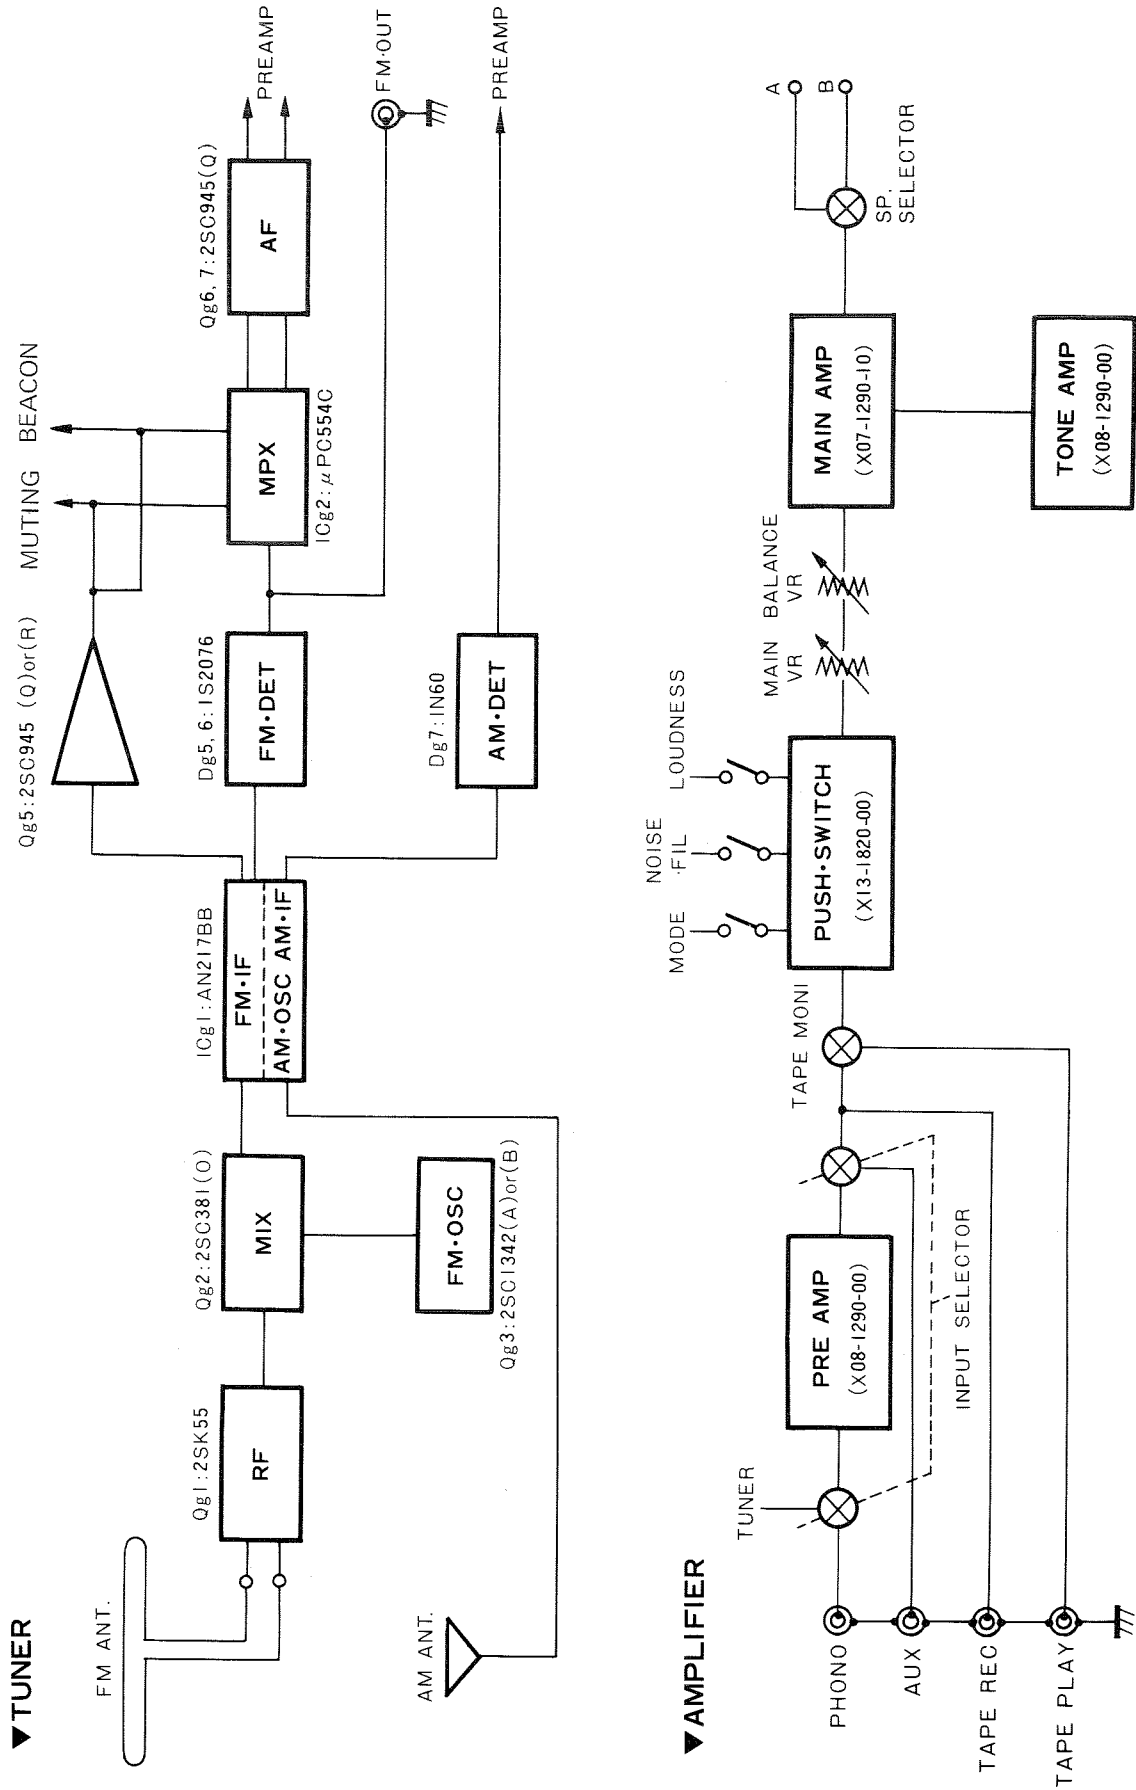 ▼TUNER
FM ANT.
AM ANT.
Qg1:2SK55
RF
Qg2:2SC381(O)
MIX
FM·OSC
Qg3:2SC1342(A)or(B)
ICg1:AN217BB
FM·IF
AM·OSC AM·IF
Qg5:2SC945 (Q)or(R)
MUTING
BEACON
Dg5, 6:1S2076
FM·DET
Dg7:1N60
AM·DET
MPX
ICg2:μPC554C
Qg6, 7:2SC945(Q)
AF
PREAMP
FM·OUT
PREAMP
▼AMPLIFIER
PHONO
AUX
TAPE REC
TAPE PLAY
TUNER
PRE AMP
(X08-1290-00)
INPUT SELECTOR
TAPE MONI
MODE
NOISE
·FIL
LOUDNESS
PUSH·SWITCH
(X13-1820-00)
MAIN
VR
BALANCE
VR
MAIN AMP
(X07-1290-10)
TONE AMP
(X08-1290-00)
SP.
SELECTOR
A
B